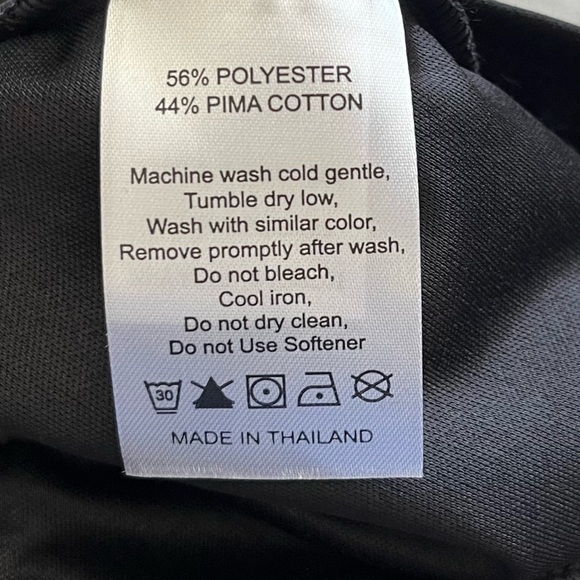 56% POLYESTER
44% PIMA COTTON
Machine wash cold gentle,
Tumble dry low,
Wash with similar color,
Remove promptly after wash,
Do not bleach,
Cool iron,
Do not dry clean,
Do not Use Softener
30
MADE IN THAILAND